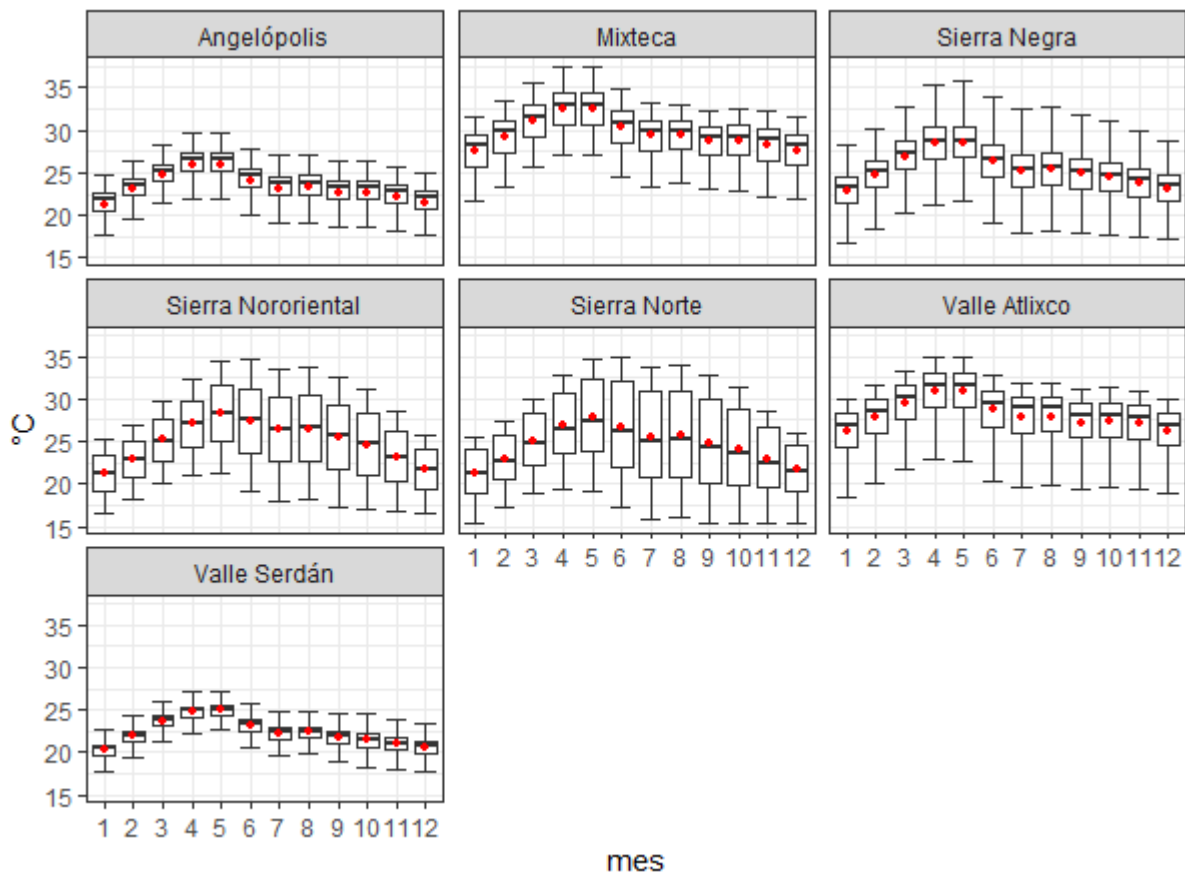 Angelópolis Mixteca Sierra Negra
35
30
25
20
15
Sierra Nororiental Sierra Norte Valle Atlixco
35
30
25
20
15
1 2 3 4 5 6 7 8 9 10 11 12 1 2 3 4 5 6 7 8 9 10 11 12
Valle Serdán
35
30
25
20
15
1 2 3 4 5 6 7 8 9 10 11 12
°C
mes